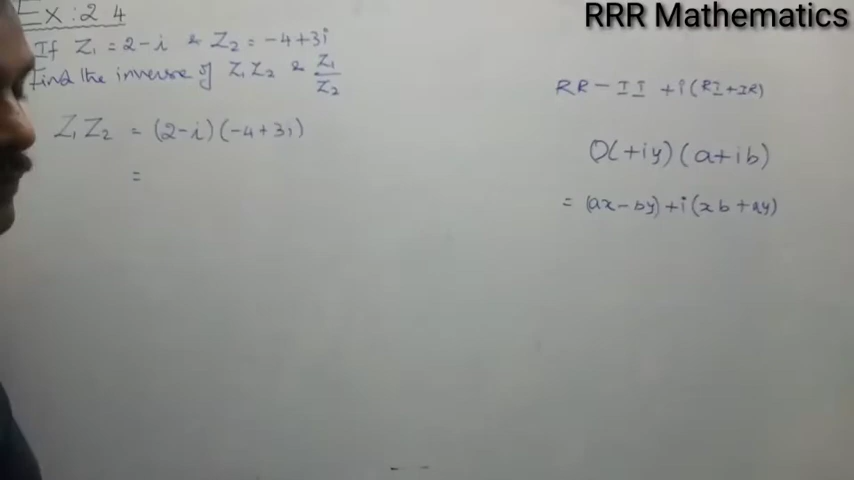 Ex: 2 4
RRR Mathematics
If Z₁ = 2-i & Z₂ = -4+3i
Find the inverse of Z₁Z₂ & Z₁/Z₂
Z₁Z₂ = (2-i)(-4+3i)
=
RR - II + i(RI+IR)
(x+iy)(a+ib)
= (ax-by)+i(xb+ay)